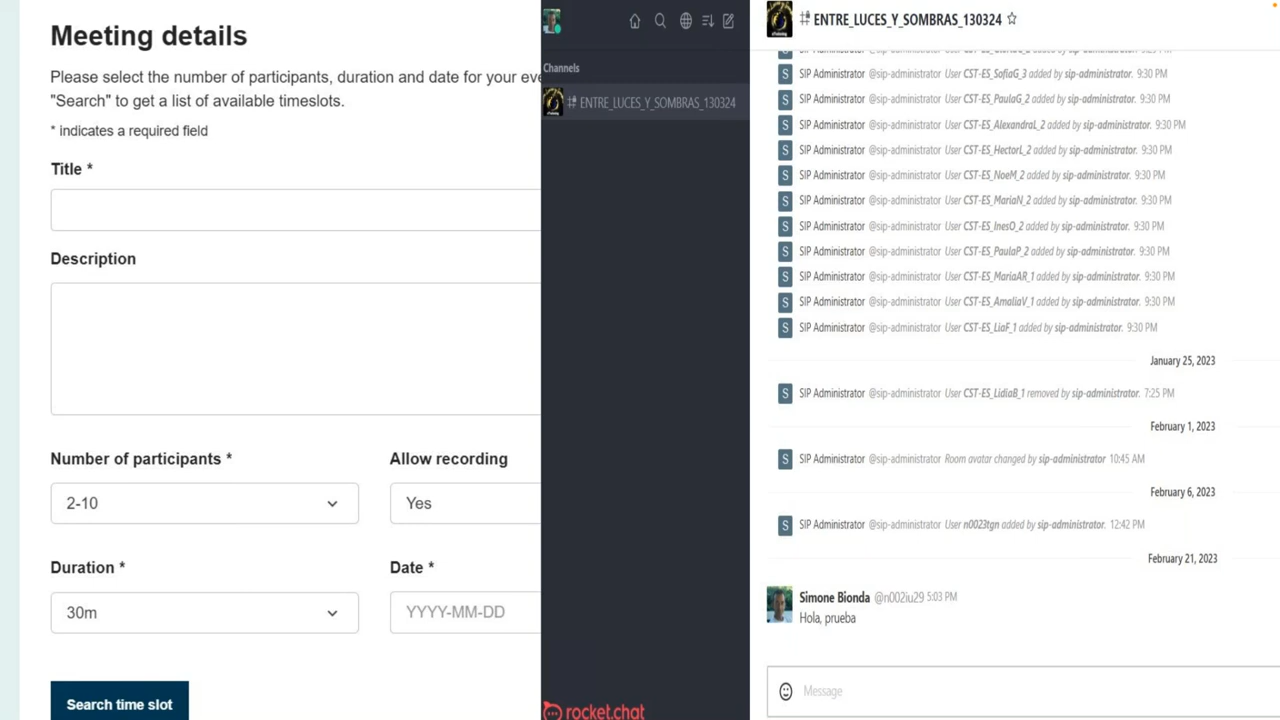 Meeting details
Please select the number of participants, duration and date for your eve
"Search" to get a list of available timeslots.
* indicates a required field
Title *
Description
Number of participants *
Allow recording
2-10
Yes
Duration *
Date *
30m
YYYY-MM-DD
Search time slot
Channels
ENTRE_LUCES_Y_SOMBRAS_130324
rocket.chat
ENTRE_LUCES_Y_SOMBRAS_130324
SIP Administrator @sip-administrator User CST-ES_SofiaG_3 added by sip-administrator. 9:30 PM
SIP Administrator @sip-administrator User CST-ES_PaulaG_2 added by sip-administrator. 9:30 PM
SIP Administrator @sip-administrator User CST-ES_AlexandraL_2 added by sip-administrator. 9:30 PM
SIP Administrator @sip-administrator User CST-ES_HectorL_2 added by sip-administrator. 9:30 PM
SIP Administrator @sip-administrator User CST-ES_NoeM_2 added by sip-administrator. 9:30 PM
SIP Administrator @sip-administrator User CST-ES_MariaN_2 added by sip-administrator. 9:30 PM
SIP Administrator @sip-administrator User CST-ES_InesO_2 added by sip-administrator. 9:30 PM
SIP Administrator @sip-administrator User CST-ES_PaulaP_2 added by sip-administrator. 9:30 PM
SIP Administrator @sip-administrator User CST-ES_MariaAR_1 added by sip-administrator. 9:30 PM
SIP Administrator @sip-administrator User CST-ES_AmaliaV_1 added by sip-administrator. 9:30 PM
SIP Administrator @sip-administrator User CST-ES_LiaF_1 added by sip-administrator. 9:30 PM
January 25, 2023
SIP Administrator @sip-administrator User CST-ES_LidiaB_1 removed by sip-administrator. 7:25 PM
February 1, 2023
SIP Administrator @sip-administrator Room avatar changed by sip-administrator 10:45 AM
February 6, 2023
SIP Administrator @sip-administrator User n0023tgn added by sip-administrator. 12:42 PM
February 21, 2023
Simone Bionda @n002iu29 5:03 PM
Hola, prueba
Message